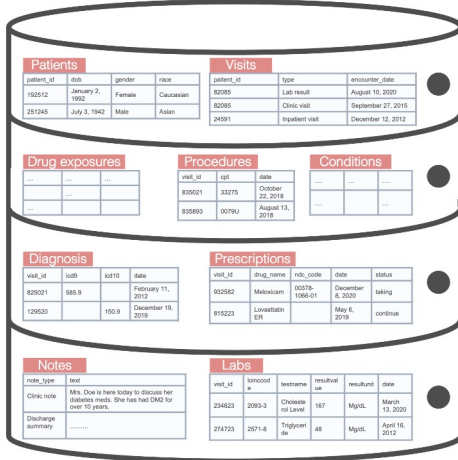 Patients
patient_id dob gender race
192512 January 2, 1992 Female Caucasian
251245 July 3, 1942 Male Asian
Visits
paitent_id type encounter_date
82085 Lab result August 10, 2020
82085 Clinic visit September 27, 2015
24591 Inpatient visit December 12, 2012
Drug exposures
... ... ...
...
...
Procedures
visit_id cpt date
835021 33275 October 22, 2018
835893 0079U August 13, 2018
Conditions
..... ... .....
..... .....
Diagnosis
visit_id icd9 icd10 date
825021 585.9 February 11, 2012
129520 150.9 December 19, 2019
Prescriptions
visit_id drug_name ndc_code date status
932582 Meloxicam 00378-1066-01 December 8, 2020 taking
815223 Lovastatin ER May 6, 2019 continue
Notes
note_type text
Clinic note Mrs. Doe is here today to discuss her
diabetes meds. She has had DM2 for
over 10 years.
Discharge summary .........
Labs
visit_id loinccode testname resultvalue resultunit date
234623 2093-3 Cholesterol Level 167 Mg/dL March 13, 2020
274723 2571-8 Triglyceride 48 Mg/dL April 16, 2012